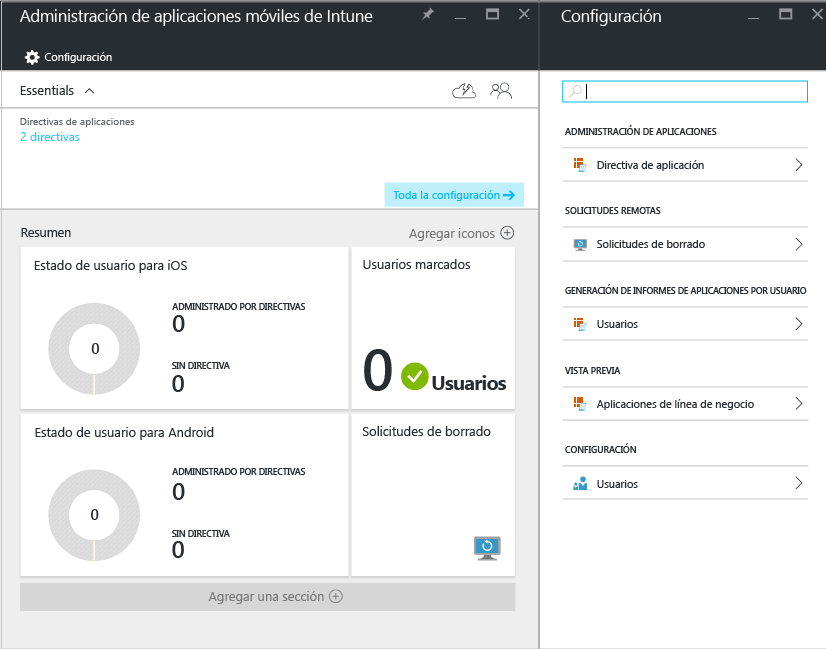 Administración de aplicaciones móviles de Intune
Configuración
Essentials
Directivas de aplicaciones
2 directivas
Toda la configuración
Resumen
Agregar iconos
Estado de usuario para iOS
0
ADMINISTRADO POR DIRECTIVAS
0
SIN DIRECTIVA
0
Usuarios marcados
0 Usuarios
Estado de usuario para Android
0
ADMINISTRADO POR DIRECTIVAS
0
SIN DIRECTIVA
0
Solicitudes de borrado
Agregar una sección
Configuración
ADMINISTRACIÓN DE APLICACIONES
Directiva de aplicación
SOLICITUDES REMOTAS
Solicitudes de borrado
GENERACIÓN DE INFORMES DE APLICACIONES POR USUARIO
Usuarios
VISTA PREVIA
Aplicaciones de línea de negocio
CONFIGURACIÓN
Usuarios